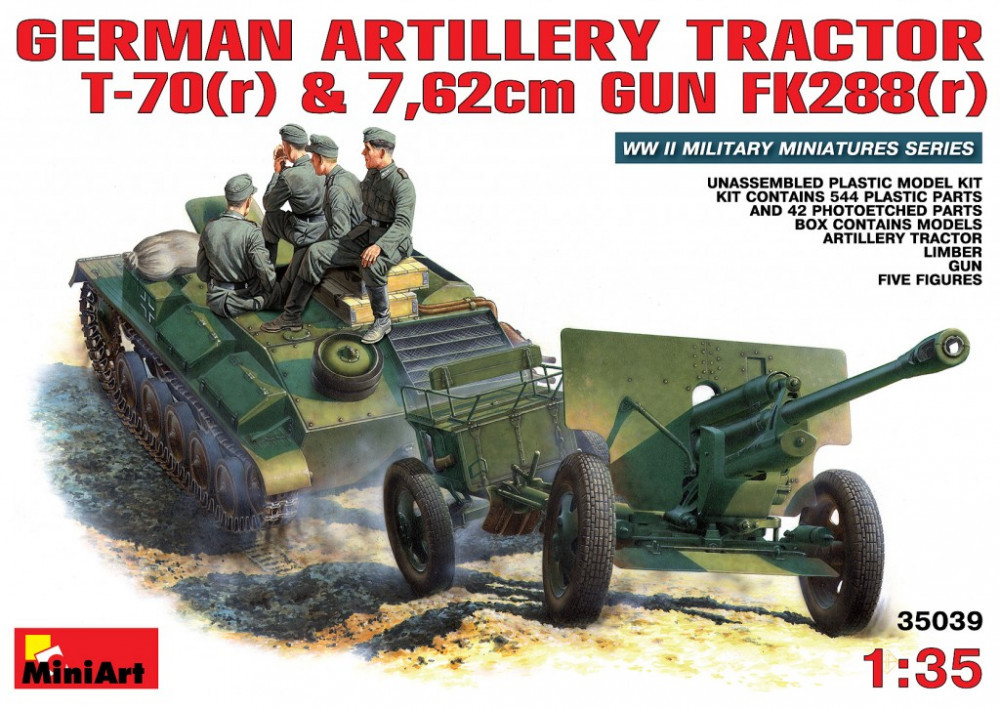 GERMAN ARTILLERY TRACTOR
T-70(r) & 7,62cm GUN FK288(r)
WW II MILITARY MINIATURES SERIES
UNASSEMBLED PLASTIC MODEL KIT
KIT CONTAINS 544 PLASTIC PARTS
AND 42 PHOTOETCHED PARTS
BOX CONTAINS MODELS
ARTILLERY TRACTOR
LIMBER
GUN
FIVE FIGURES
35039
1:35
MiniArt